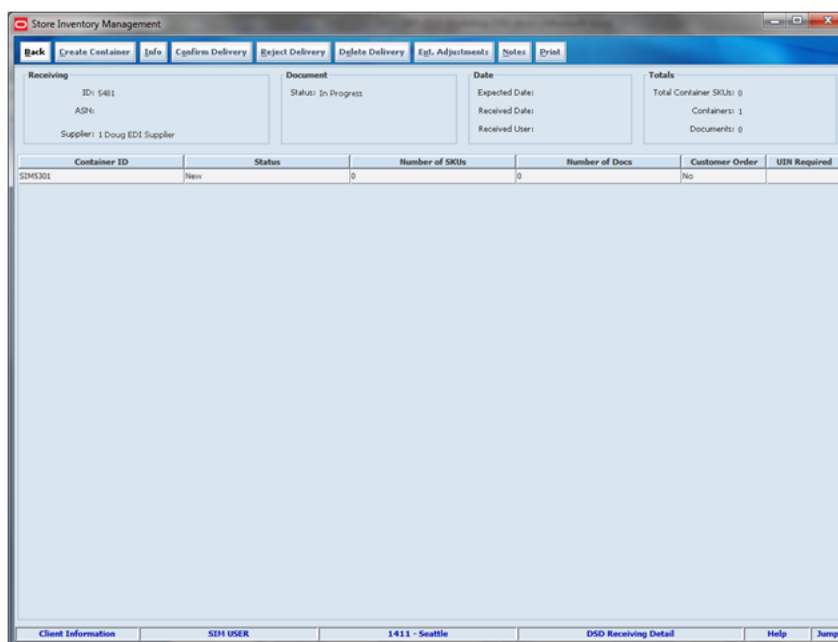 Store Inventory Management
Back Create Container Info Confirm Delivery Reject Delivery Delete Delivery Ext. Adjustments Notes Print
Receiving Document Date Totals
ID: 5481 Status: In Progress Expected Date: Total Container SKUs: 0
ASN: Received Date: Containers: 1
Supplier: 1 Doug EDI Supplier Received User: Documents: 0
Container ID Status Number of SKUs Number of Docs Customer Order UIN Required
SIM5301 New 0 0 No
Client Information SIM USER 1411 - Seattle DSD Receiving Detail Help Jump